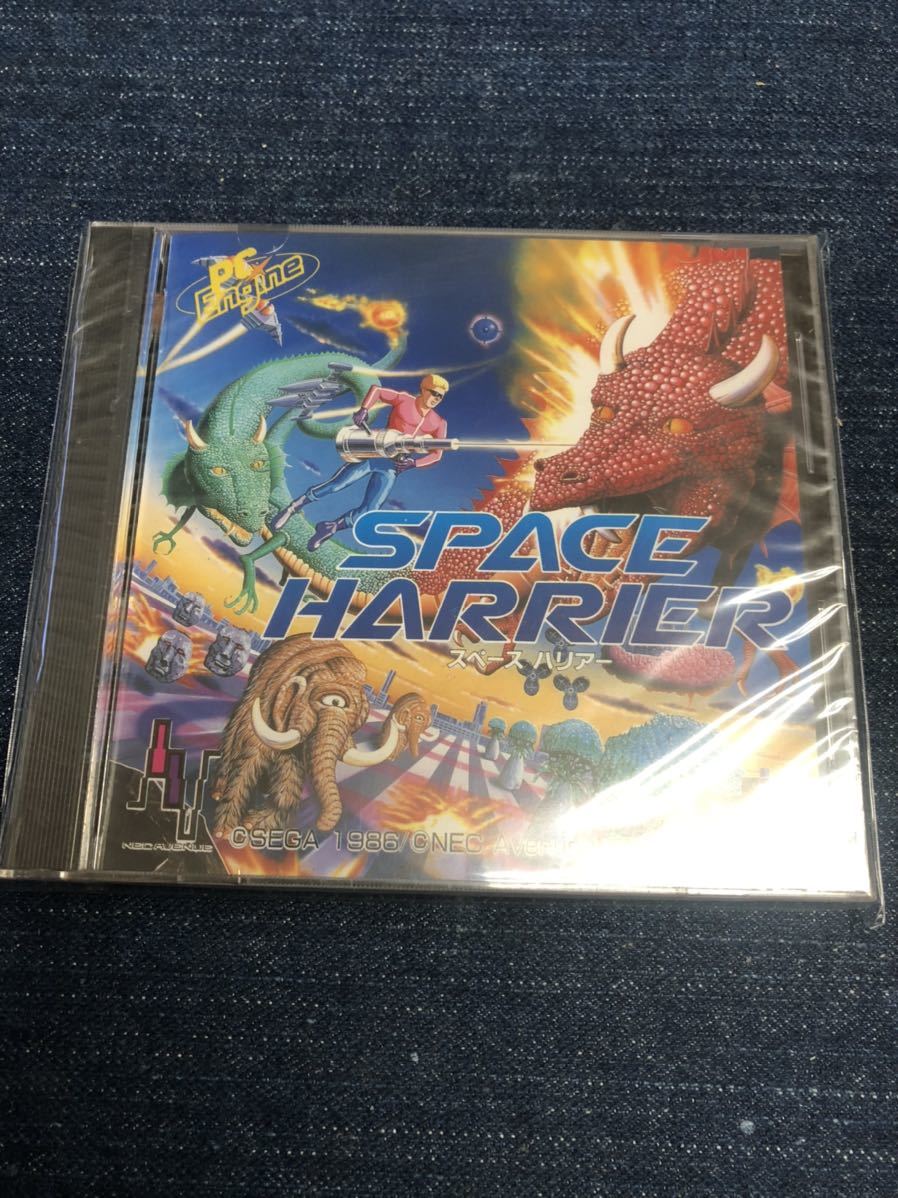 PC
Engine
SPACE
HARRIER
スペースハリアー
NEC AVENUE
©SEGA 1986/©NEC Avenue